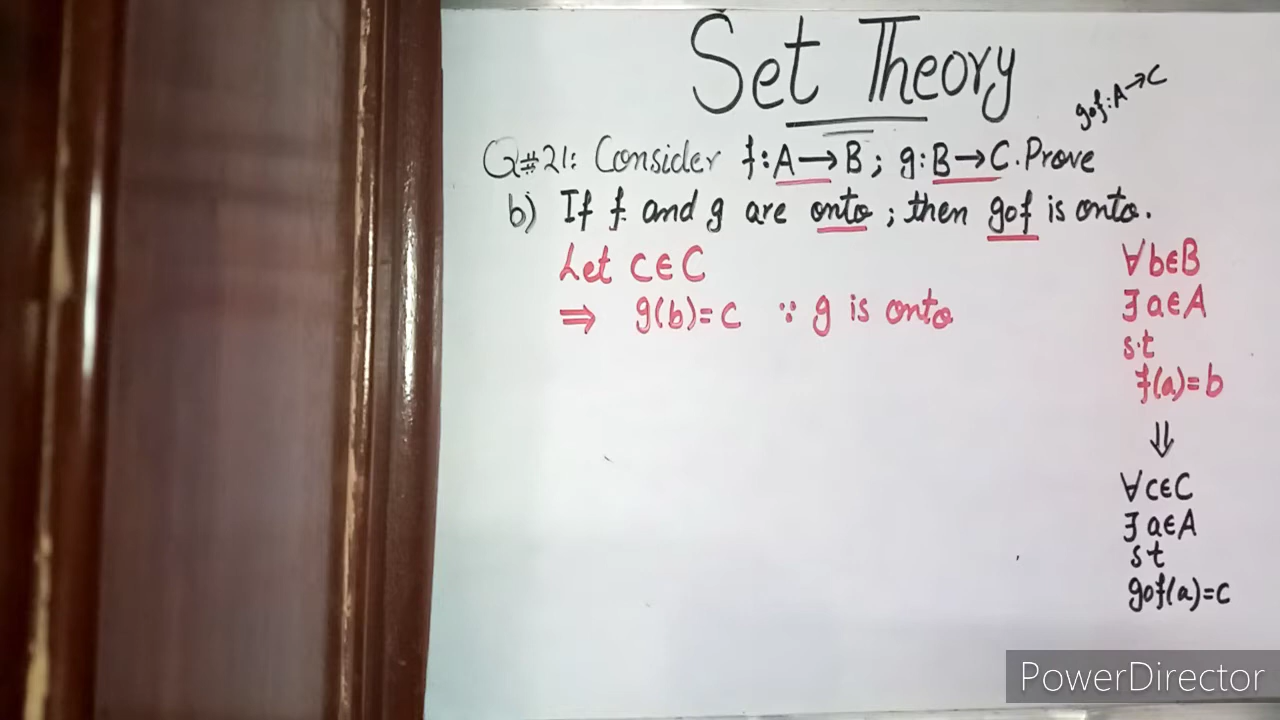 Set Theory
gof: A→C
Q#21: Consider f: A→B; g: B→C. Prove
b) If f and g are onto; then gof is onto.
Let c∈C
⇒ g(b)=c ∵ g is onto
∀b∈B
∃a∈A
s.t
f(a)=b
⇓
∀c∈C
∃a∈A
st
gof(a)=c
PowerDirector